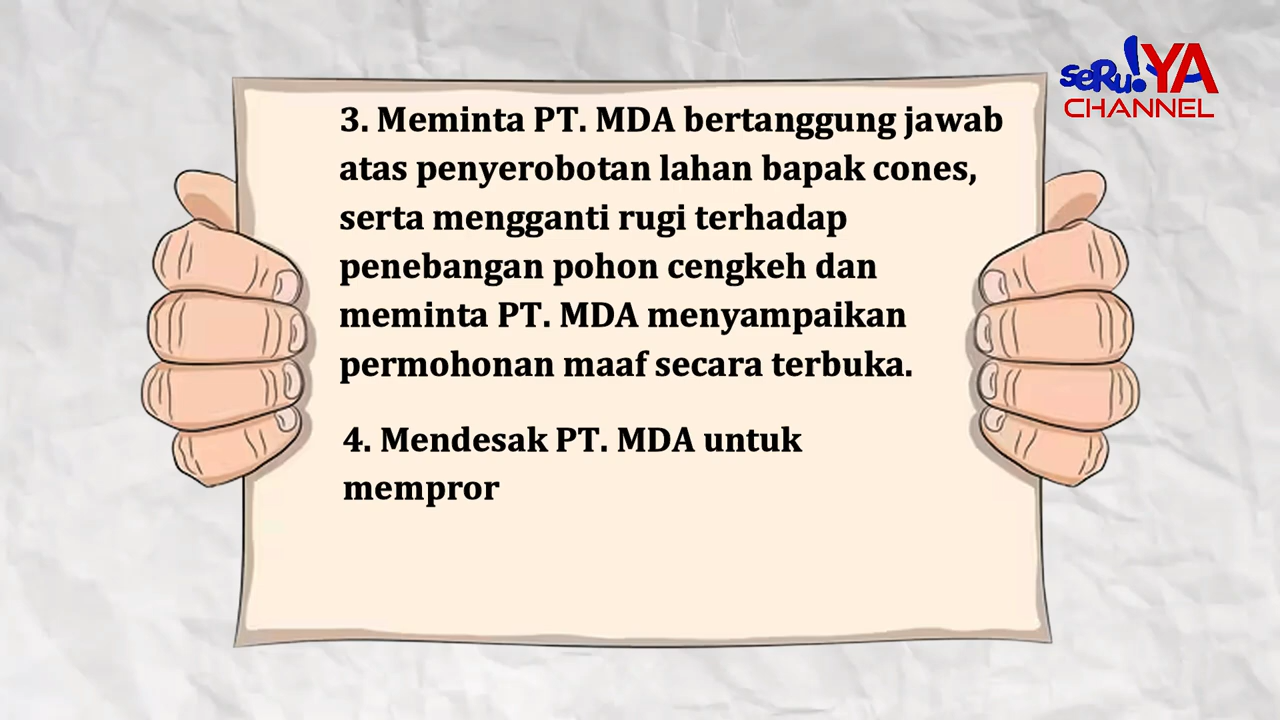 seRu!YA
CHANNEL
3. Meminta PT. MDA bertanggung jawab
atas penyerobotan lahan bapak cones,
serta mengganti rugi terhadap
penebangan pohon cengkeh dan
meminta PT. MDA menyampaikan
permohonan maaf secara terbuka.
4. Mendesak PT. MDA untuk
mempror